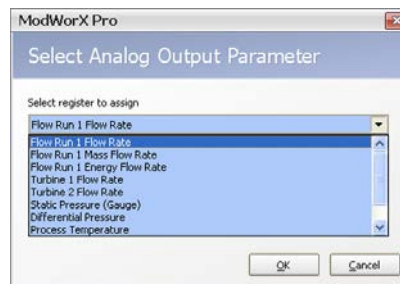 ModWorX Pro
Select Analog Output Parameter
Select register to assign
Flow Run 1 Flow Rate
Flow Run 1 Flow Rate
Flow Run 1 Mass Flow Rate
Flow Run 1 Energy Flow Rate
Turbine 1 Flow Rate
Turbine 2 Flow Rate
Static Pressure (Gauge)
Differential Pressure
Process Temperature
OK
Cancel